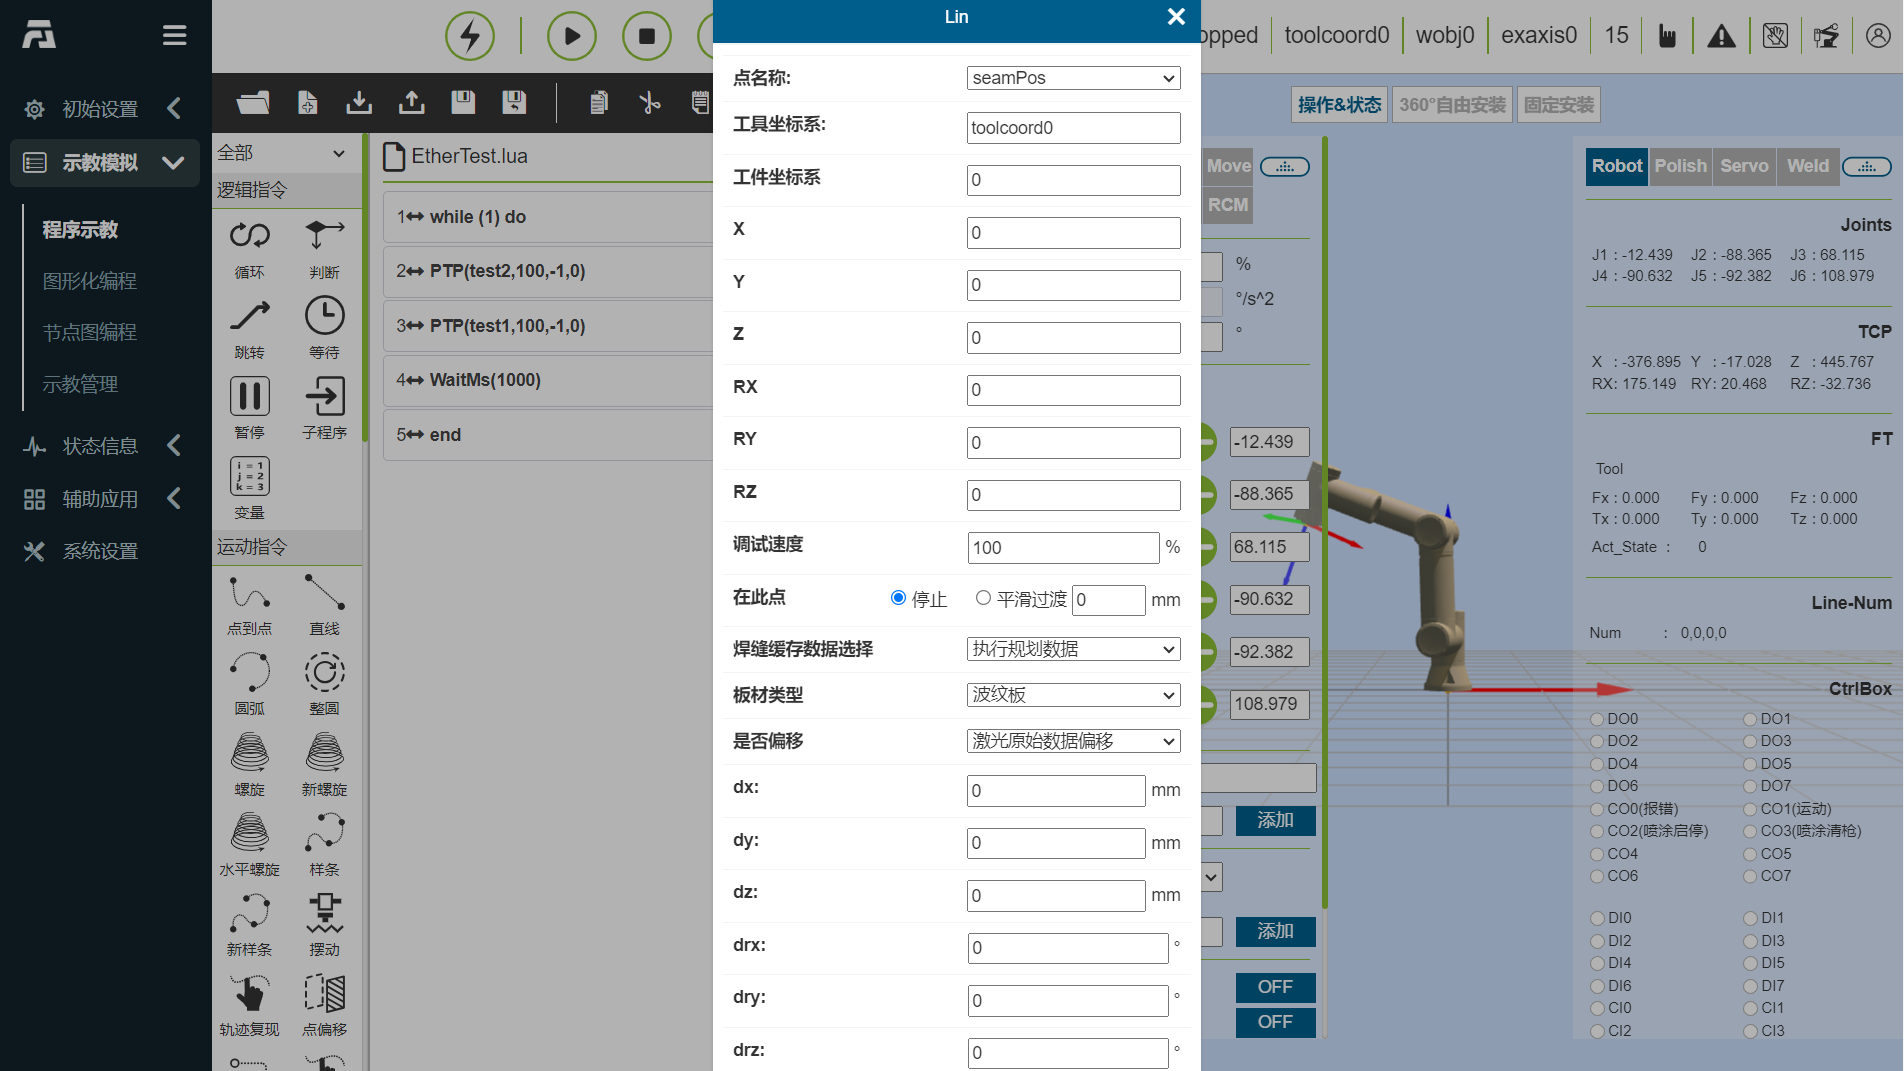 Lin
opped
toolcoord0
wobj0
exaxis0
15
初始设置
示教模拟
程序示教
图形化编程
节点图编程
示教管理
状态信息
辅助应用
系统设置
全部
逻辑指令
循环
判断
跳转
等待
暂停
子程序
i = 1
j = 2
k = 3
变量
运动指令
点到点
直线
圆弧
整圆
螺旋
新螺旋
水平螺旋
样条
新样条
摆动
轨迹复现
点偏移
EtherTest.lua
1 while (1) do
2 PTP(test2,100,-1,0)
3 PTP(test1,100,-1,0)
4 WaitMs(1000)
5 end
点名称: seamPos
工具坐标系: toolcoord0
工件坐标系 0
X 0
Y 0
Z 0
RX 0
RY 0
RZ 0
调试速度 100 %
在此点 停止 平滑过渡 0 mm
焊缝缓存数据选择 执行规划数据
板材类型 波纹板
是否偏移 激光原始数据偏移
dx: 0 mm
dy: 0 mm
dz: 0 mm
drx: 0 °
dry: 0 °
drz: 0 °
操作&状态
360°自由安装
固定安装
Move
RCM
%
°/s^2
°
-12.439
-88.365
68.115
-90.632
-92.382
108.979
添加
添加
OFF
OFF
Robot Polish Servo Weld
Joints
J1 : -12.439 J2 : -88.365 J3 : 68.115
J4 : -90.632 J5 : -92.382 J6 : 108.979
TCP
X : -376.895 Y : -17.028 Z : 445.767
RX: 175.149 RY: 20.468 RZ: -32.736
FT
Tool
Fx : 0.000 Fy : 0.000 Fz : 0.000
Tx : 0.000 Ty : 0.000 Tz : 0.000
Act_State : 0
Line-Num
Num : 0,0,0,0
CtrlBox
DO0 DO1
DO2 DO3
DO4 DO5
DO6 DO7
CO0(报错) CO1(运动)
CO2(喷涂启停) CO3(喷涂清枪)
CO4 CO5
CO6 CO7
DI0 DI1
DI2 DI3
DI4 DI5
DI6 DI7
CI0 CI1
CI2 CI3